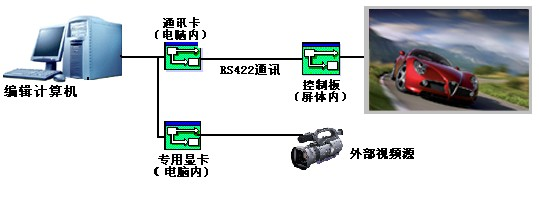 通讯卡
（电脑内）
RS422通讯
编辑计算机
控制板
（屏体内）
专用显卡
（电脑内）
外部视频源